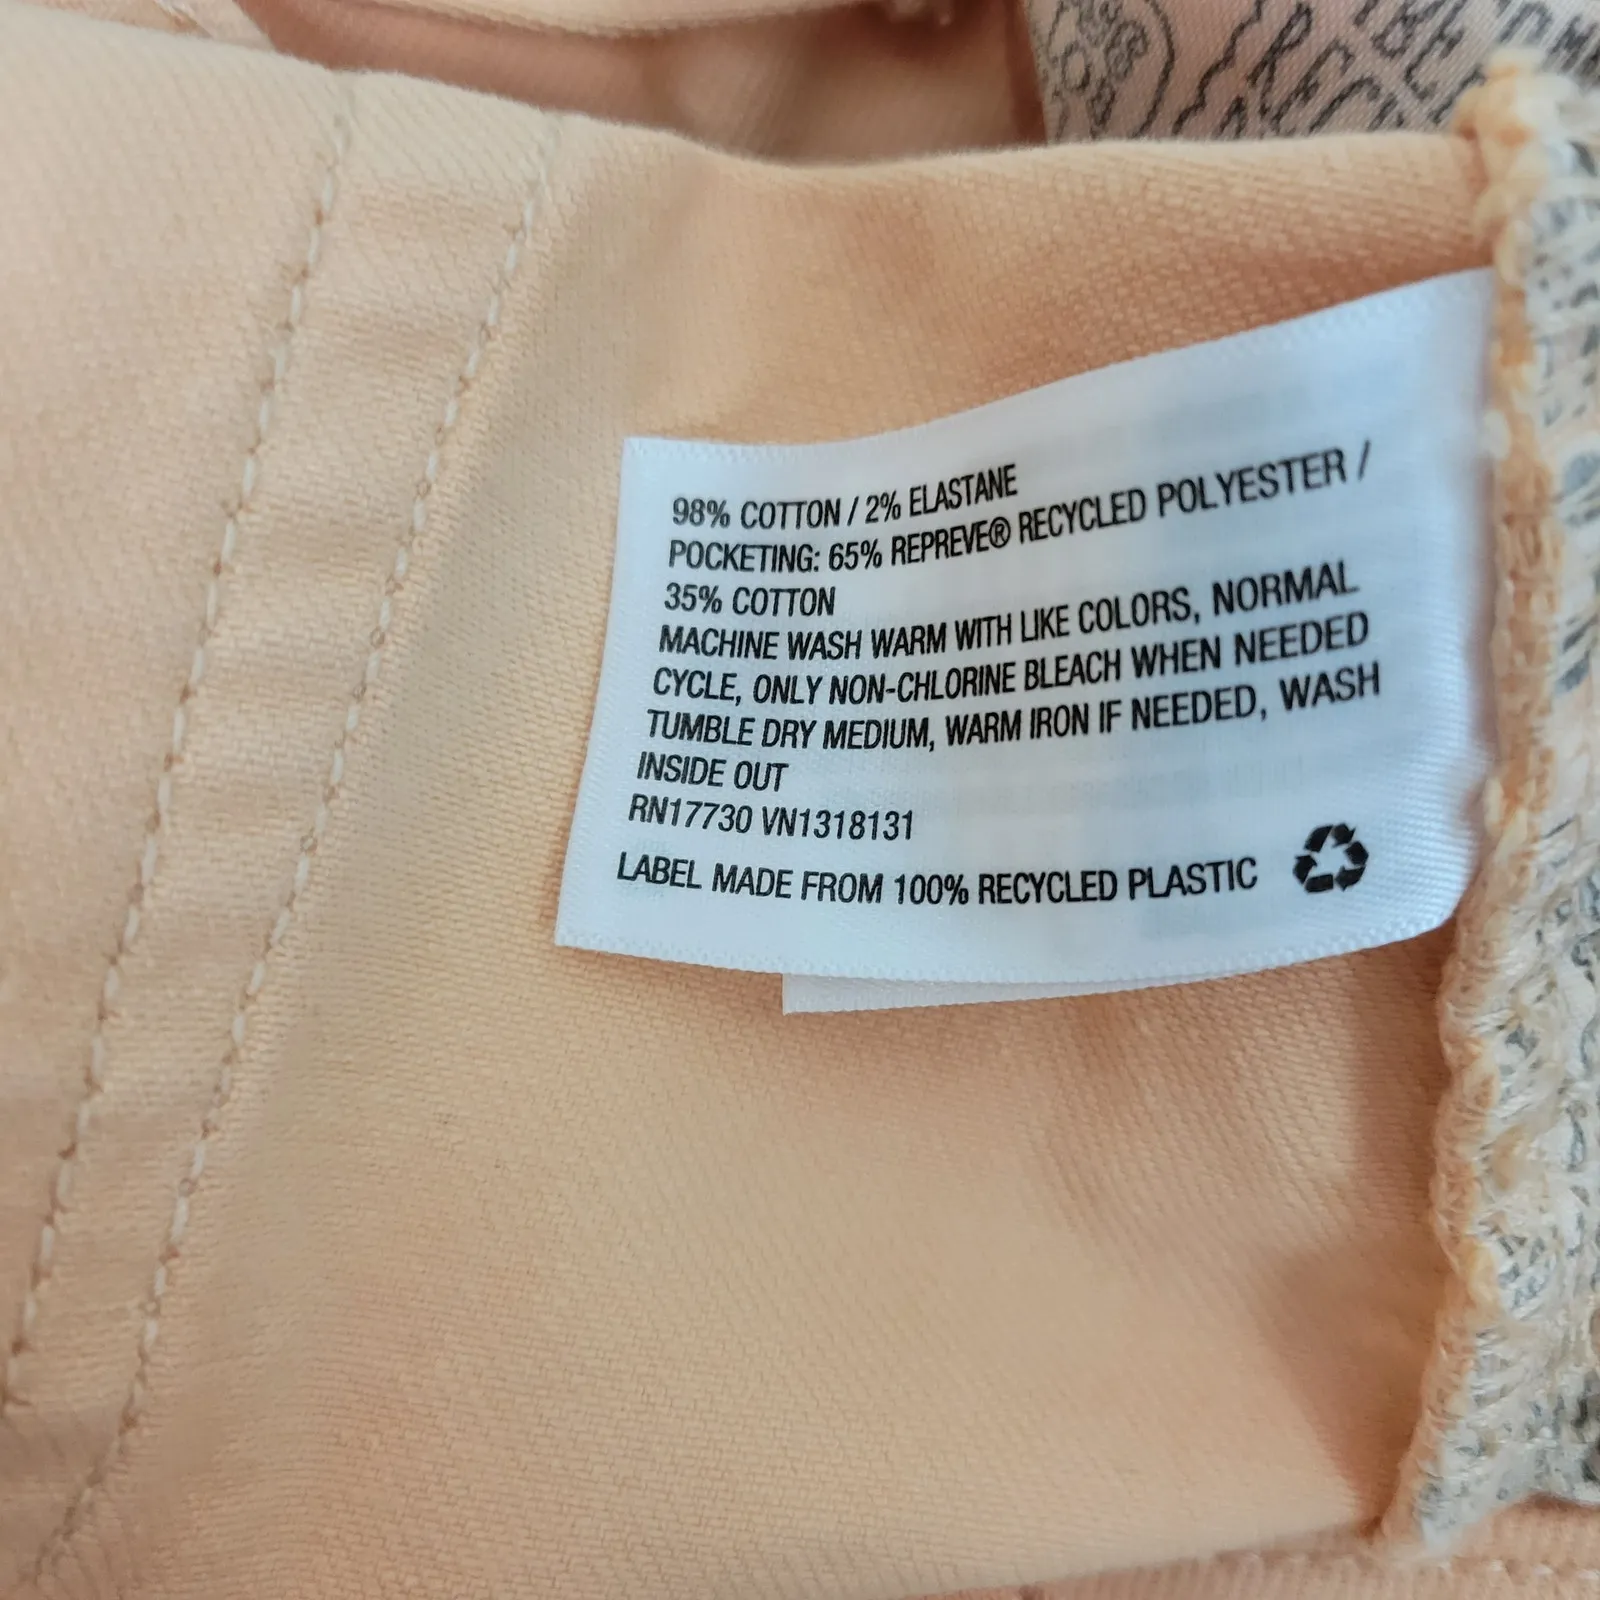 98% COTTON / 2% ELASTANE
POCKETING: 65% REPREVE® RECYCLED POLYESTER /
35% COTTON
MACHINE WASH WARM WITH LIKE COLORS, NORMAL
CYCLE, ONLY NON-CHLORINE BLEACH WHEN NEEDED
TUMBLE DRY MEDIUM, WARM IRON IF NEEDED, WASH
INSIDE OUT
RN17730 VN1318131
LABEL MADE FROM 100% RECYCLED PLASTIC